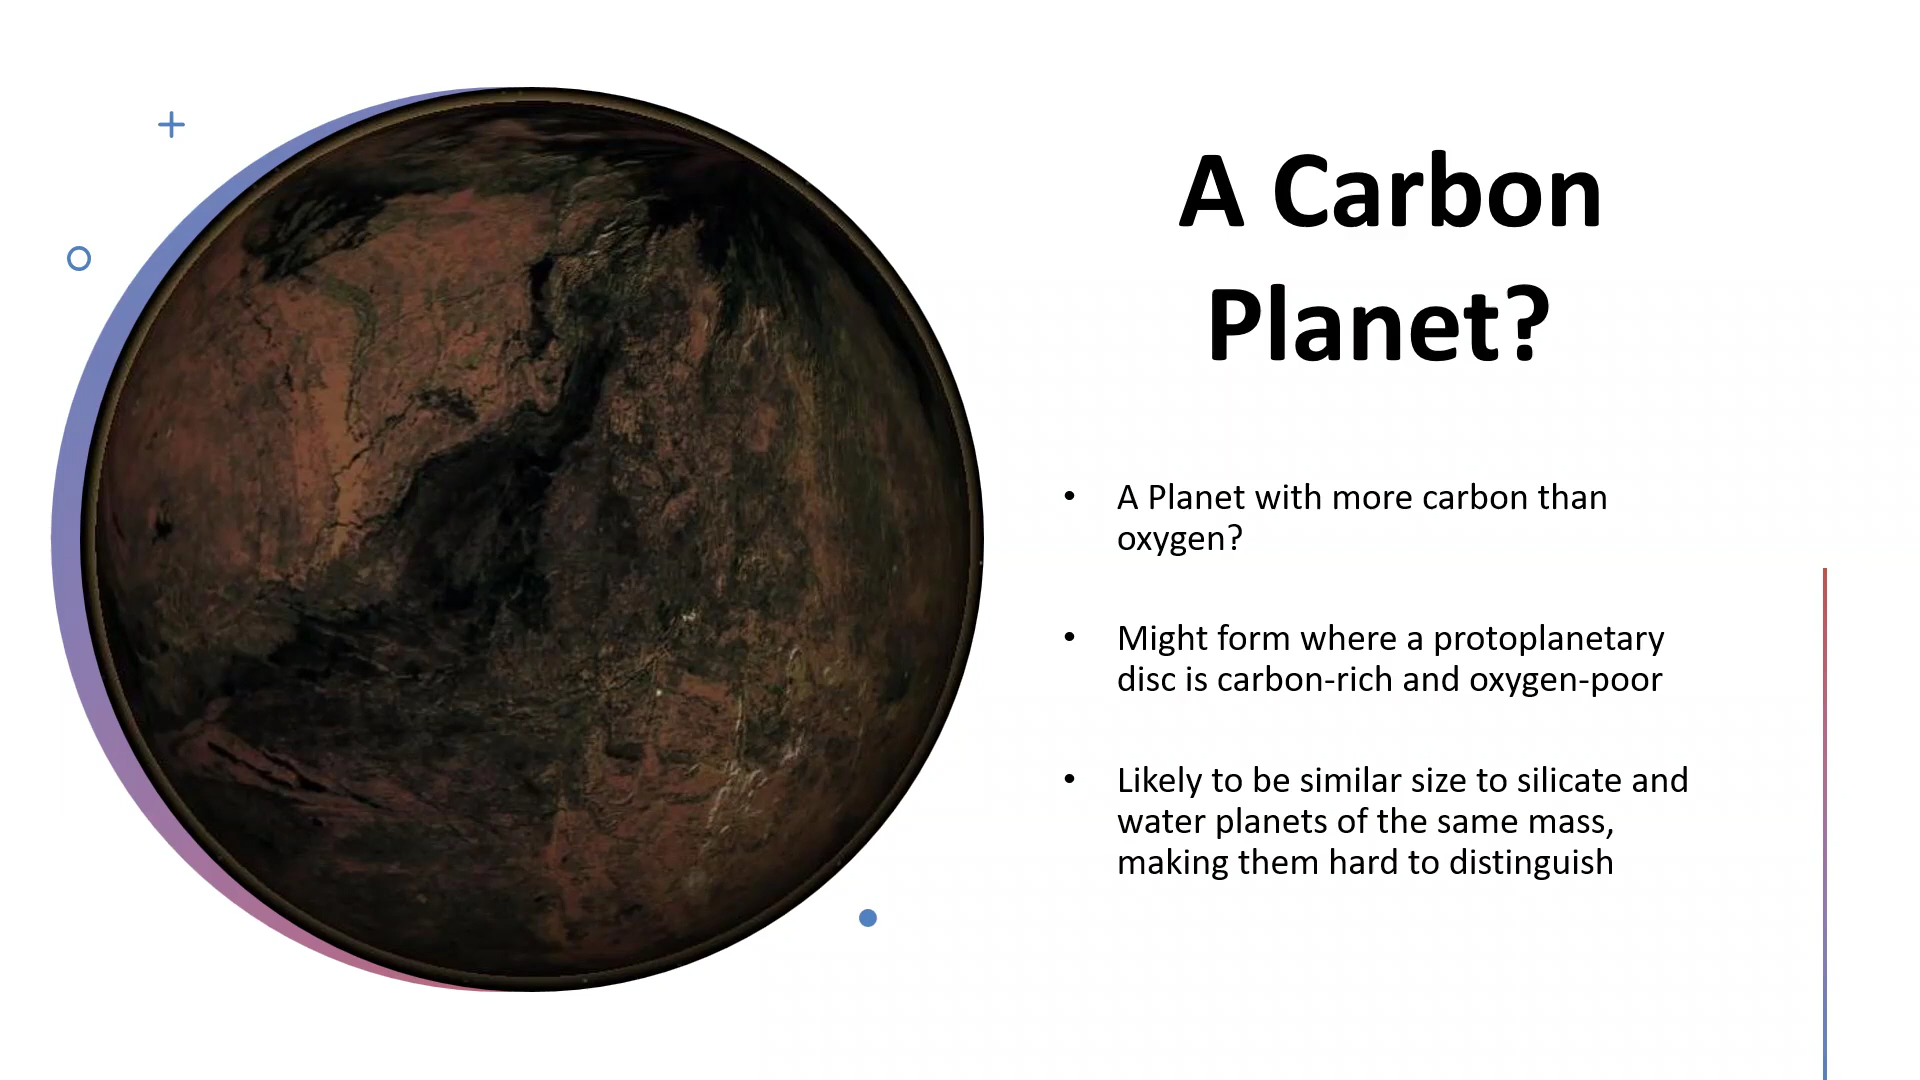 A Carbon
Planet?
• A Planet with more carbon than
oxygen?
• Might form where a protoplanetary
disc is carbon-rich and oxygen-poor
• Likely to be similar size to silicate and
water planets of the same mass,
making them hard to distinguish